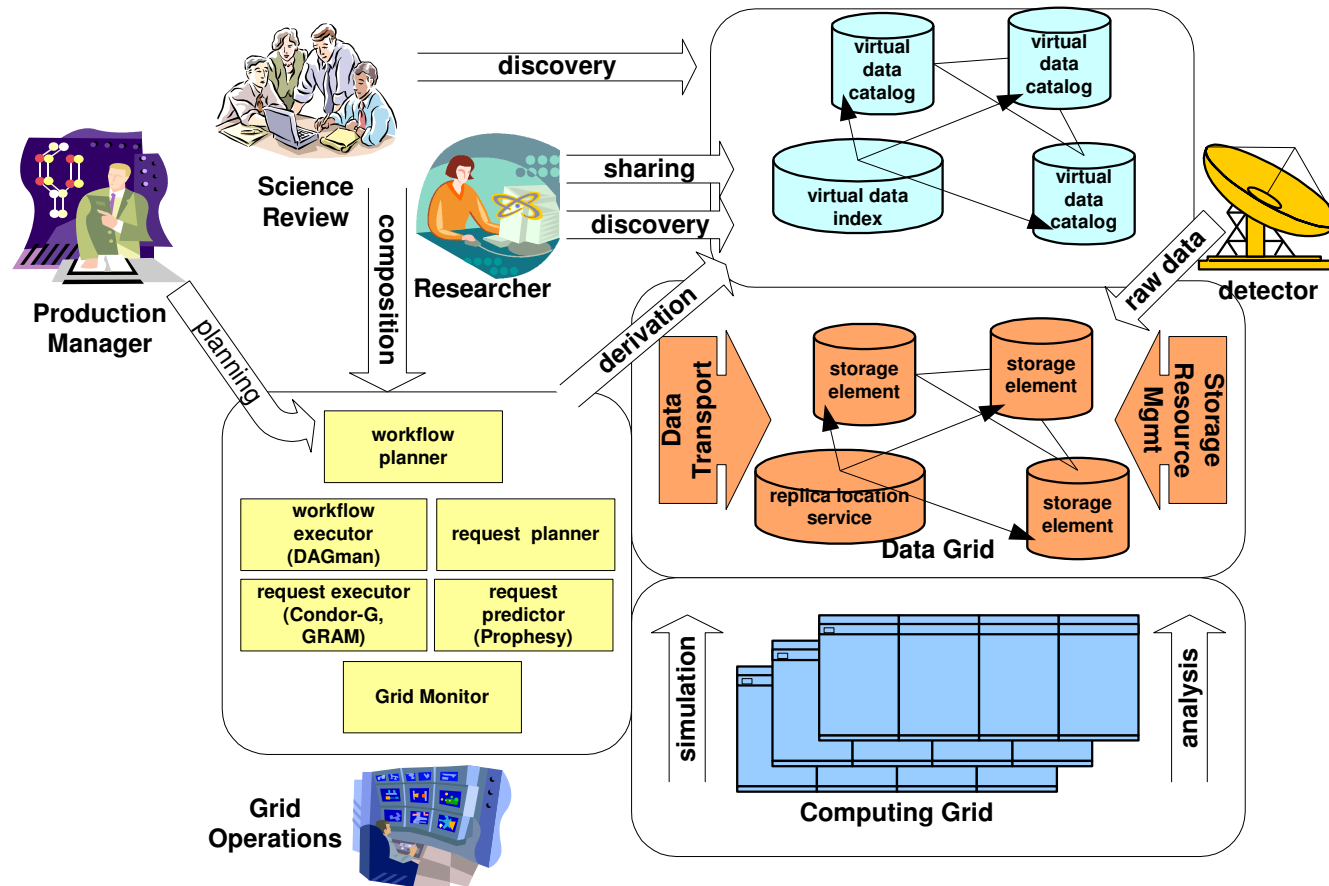 discovery
virtual
data
catalog
virtual
data
catalog
Science
Review
sharing
discovery
virtual data
index
virtual
data
catalog
composition
Researcher
raw data
detector
Production
Manager
planning
derivation
Data
Transport
storage
element
storage
element
Storage
Resource
Mgmt
replica location
service
storage
element
Data Grid
workflow
planner
workflow
executor
(DAGman)
request planner
request executor
(Condor-G,
GRAM)
request
predictor
(Prophesy)
Grid Monitor
simulation
analysis
Computing Grid
Grid
Operations